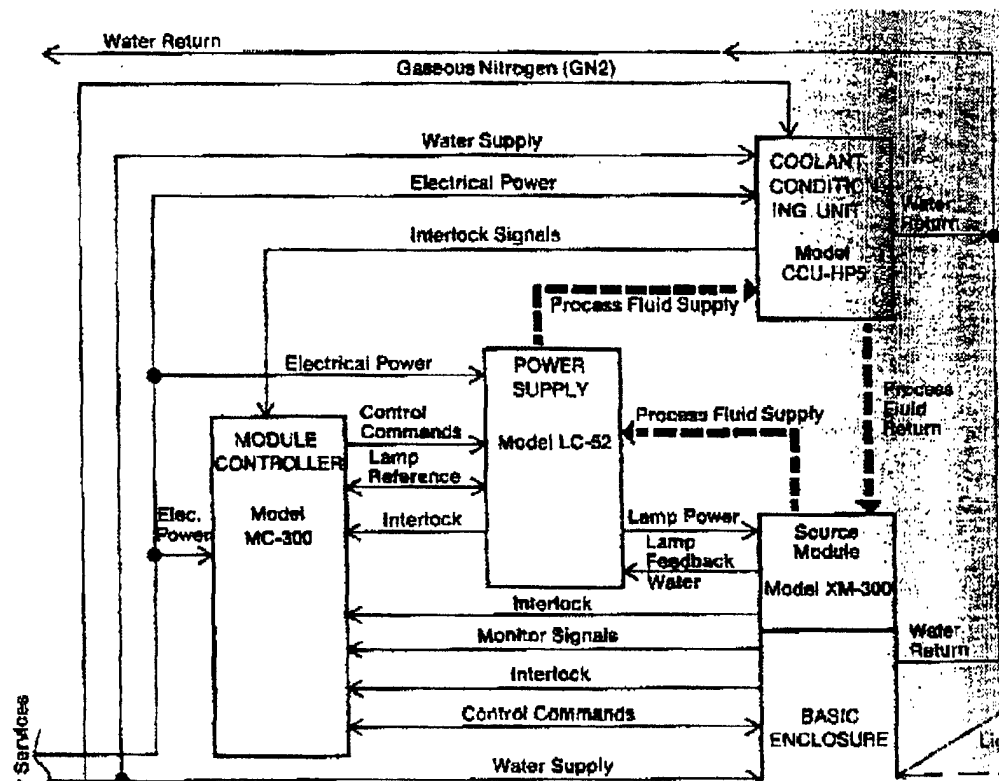 Water Return
Gaseous Nitrogen (GN2)
Water Supply
Electrical Power
Interlock Signals
COOLANT
CONDITION
ING. UNIT
Model
CCU-HP5
Water
Return
Process Fluid Supply
Electrical Power
POWER
SUPPLY
Model LC-52
Process Fluid Supply
Process
Fluid
Return
MODULE
CONTROLLER
Model
MC-300
Control
Commands
Lamp
Reference
Interlock
Elec.
Power
Lamp Power
Lamp
Feedback
Water
Source
Module
Model XM-300
Interlock
Monitor Signals
Interlock
Control Commands
Water
Return
BASIC
ENCLOSURE
Water Supply
Services